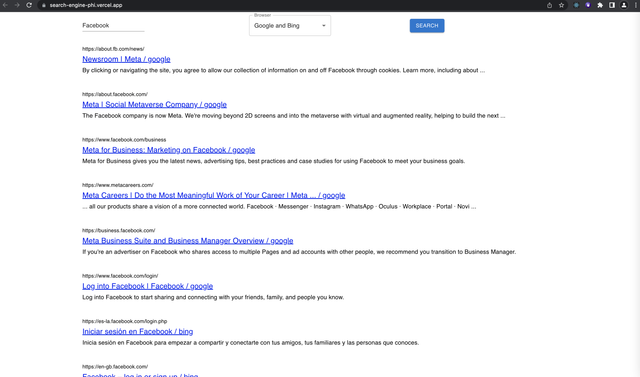 search-engine-phi.vercel.app
Browser
Facebook
Google and Bing
SEARCH
https://about.fb.com/news/
Newsroom | Meta / google
By clicking or navigating the site, you agree to allow our collection of information on and off Facebook through cookies. Learn more, including about ...
https://about.facebook.com/
Meta | Social Metaverse Company / google
The Facebook company is now Meta. We're moving beyond 2D screens and into the metaverse with virtual and augmented reality, helping to build the next ...
https://www.facebook.com/business
Meta for Business: Marketing on Facebook / google
Meta for Business gives you the latest news, advertising tips, best practices and case studies for using Facebook to meet your business goals.
https://www.metacareers.com/
Meta Careers | Do the Most Meaningful Work of Your Career | Meta ... / google
... all our products share a vision of a more connected world. Facebook · Messenger · Instagram · WhatsApp · Oculus · Workplace · Portal · Novi ...
https://business.facebook.com/
Meta Business Suite and Business Manager Overview / google
If you're an advertiser on Facebook who shares access to multiple Pages and ad accounts with other people, we recommend you transition to Business Manager.
https://www.facebook.com/login/
Log into Facebook | Facebook / google
Log into Facebook to start sharing and connecting with your friends, family, and people you know.
https://es-la.facebook.com/login.php
Iniciar sesión en Facebook / bing
Inicia sesión en Facebook para empezar a compartir y conectarte con tus amigos, tus familiares y las personas que conoces.
https://en-gb.facebook.com/
Facebook – log in or sign up / bing